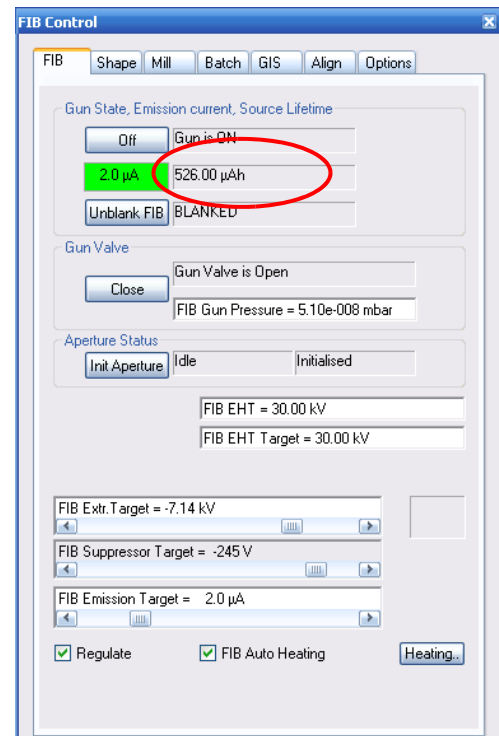 FIB Control
FIB Shape Mill Batch GIS Align Options
Gun State, Emission current, Source Lifetime
Off Gun is ON
2.0 µA 526.00 µAh
Unblank FIB BLANKED
Gun Valve
Gun Valve is Open
Close
FIB Gun Pressure = 5.10e-008 mbar
Aperture Status
Init Aperture Idle Initialised
FIB EHT = 30.00 kV
FIB EHT Target = 30.00 kV
FIB Extr.Target = -7.14 kV
FIB Suppressor Target = -245 V
FIB Emission Target = 2.0 µA
Regulate FIB Auto Heating Heating..